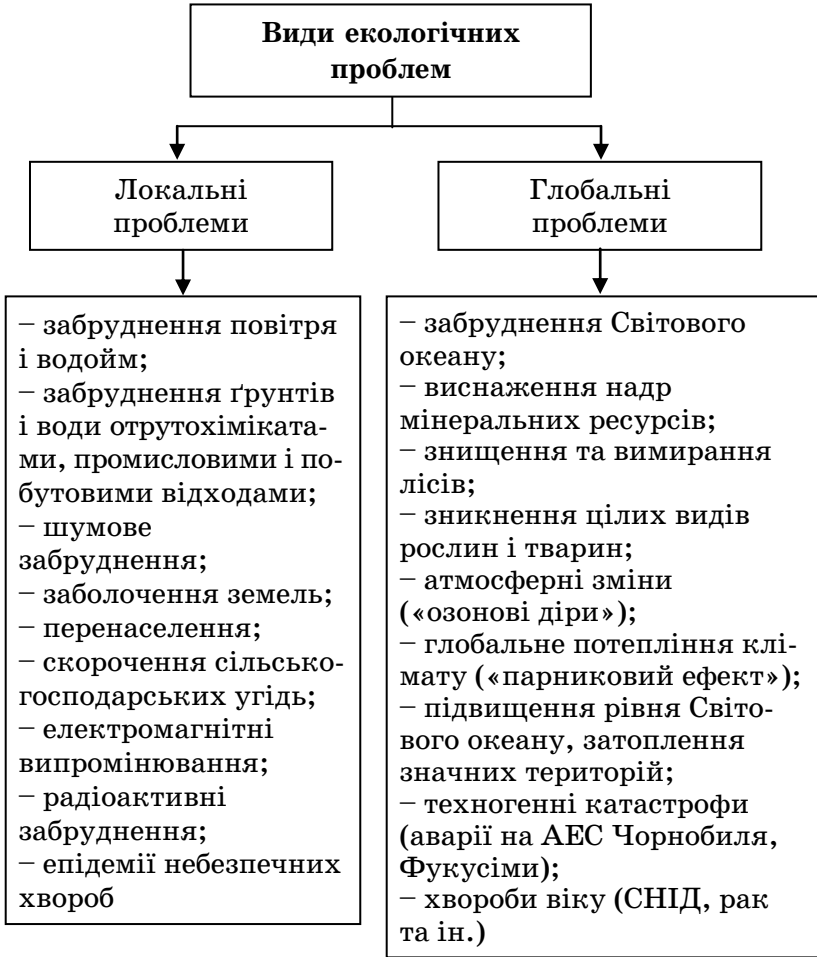 Види екологічних
проблем
Локальні
проблеми
Глобальні
проблеми
– забруднення повітря
і водойм;
– забруднення ґрунтів
і води отрутохіміката-
ми, промисловими і по-
бутовими відходами;
– шумове
забруднення;
– заболочення земель;
– перенаселення;
– скорочення сільсько-
господарських угідь;
– електромагнітні
випромінювання;
– радіоактивні
забруднення;
– епідемії небезпечних
хвороб
– забруднення Світового
океану;
– виснаження надр
мінеральних ресурсів;
– знищення та вимирання
лісів;
– зникнення цілих видів
рослин і тварин;
– атмосферні зміни
(«озонові діри»);
– глобальне потепління клі-
мату («парниковий ефект»);
– підвищення рівня Світо-
вого океану, затоплення
значних територій;
– техногенні катастрофи
(аварії на АЕС Чорнобиля,
Фукусіми);
– хвороби віку (СНІД, рак
та ін.)